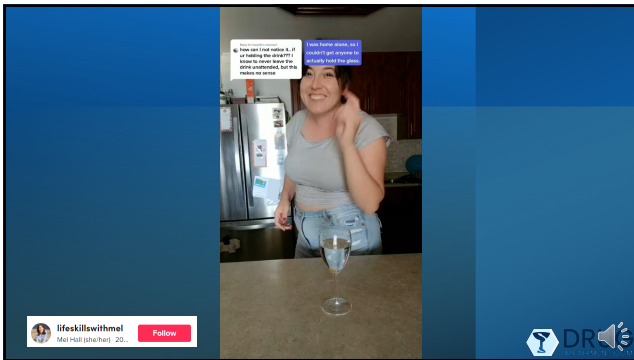 how can I not notice it.. if
ur holding the drink??? I
know to never leave the
drink unattended, but this
makes no sense
I was home alone, so I
couldn't get anyone to
actually hold the glass.
lifeskillswithmel
Mel Hall (she/her) 20...
Follow